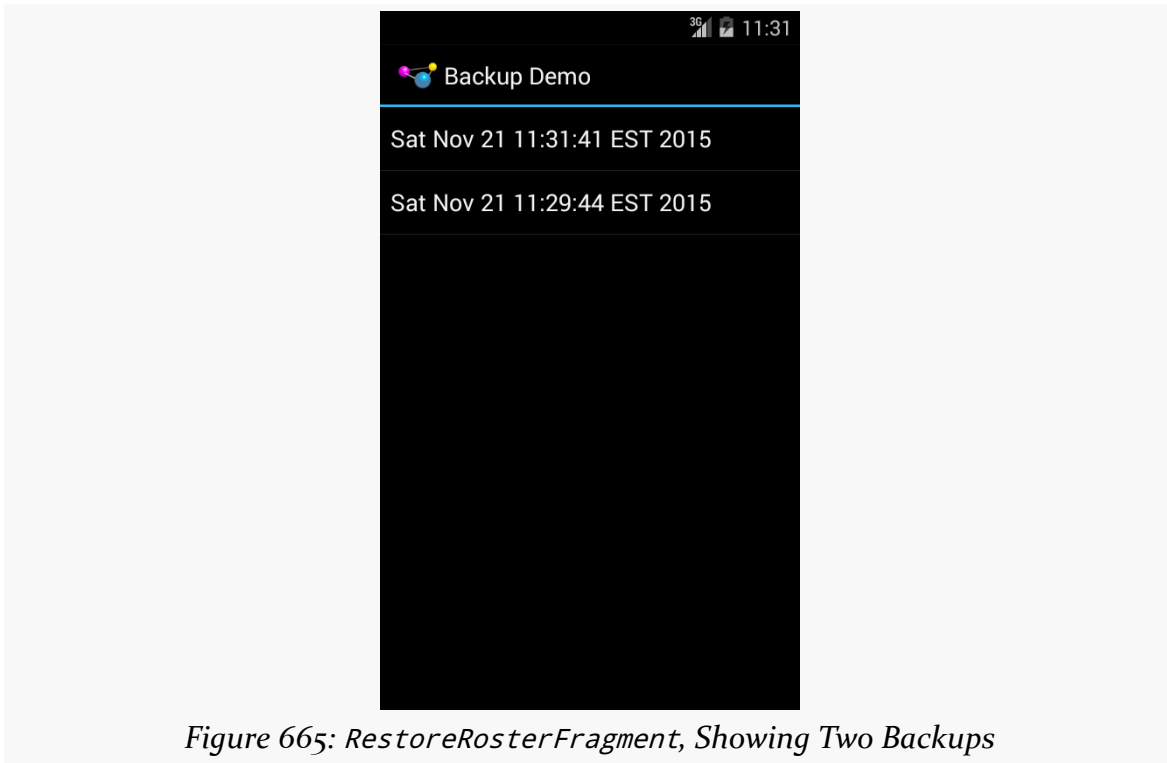 3G 11:31
Backup Demo
Sat Nov 21 11:31:41 EST 2015
Sat Nov 21 11:29:44 EST 2015
Figure 665: RestoreRosterFragment, Showing Two Backups